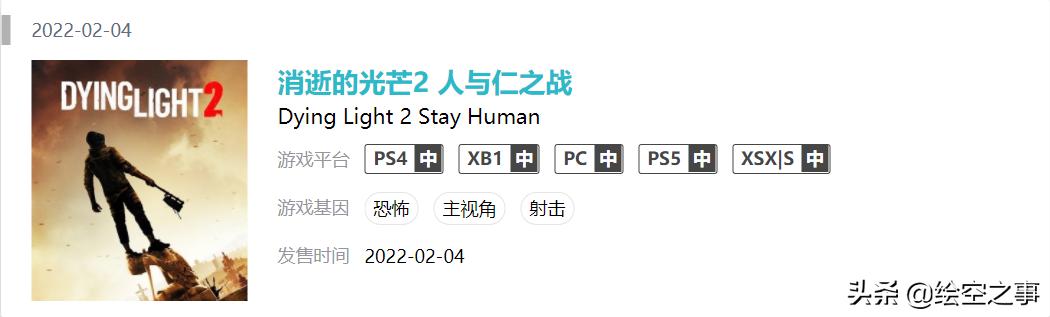 2022-02-04
DYING LIGHT 2
消逝的光芒2 人与仁之战
Dying Light 2 Stay Human
游戏平台 PS4 中 XB1 中 PC 中 PS5 中 XSX|S 中
游戏基因 恐怖 主视角 射击
发售时间 2022-02-04
头条 @绘空之事